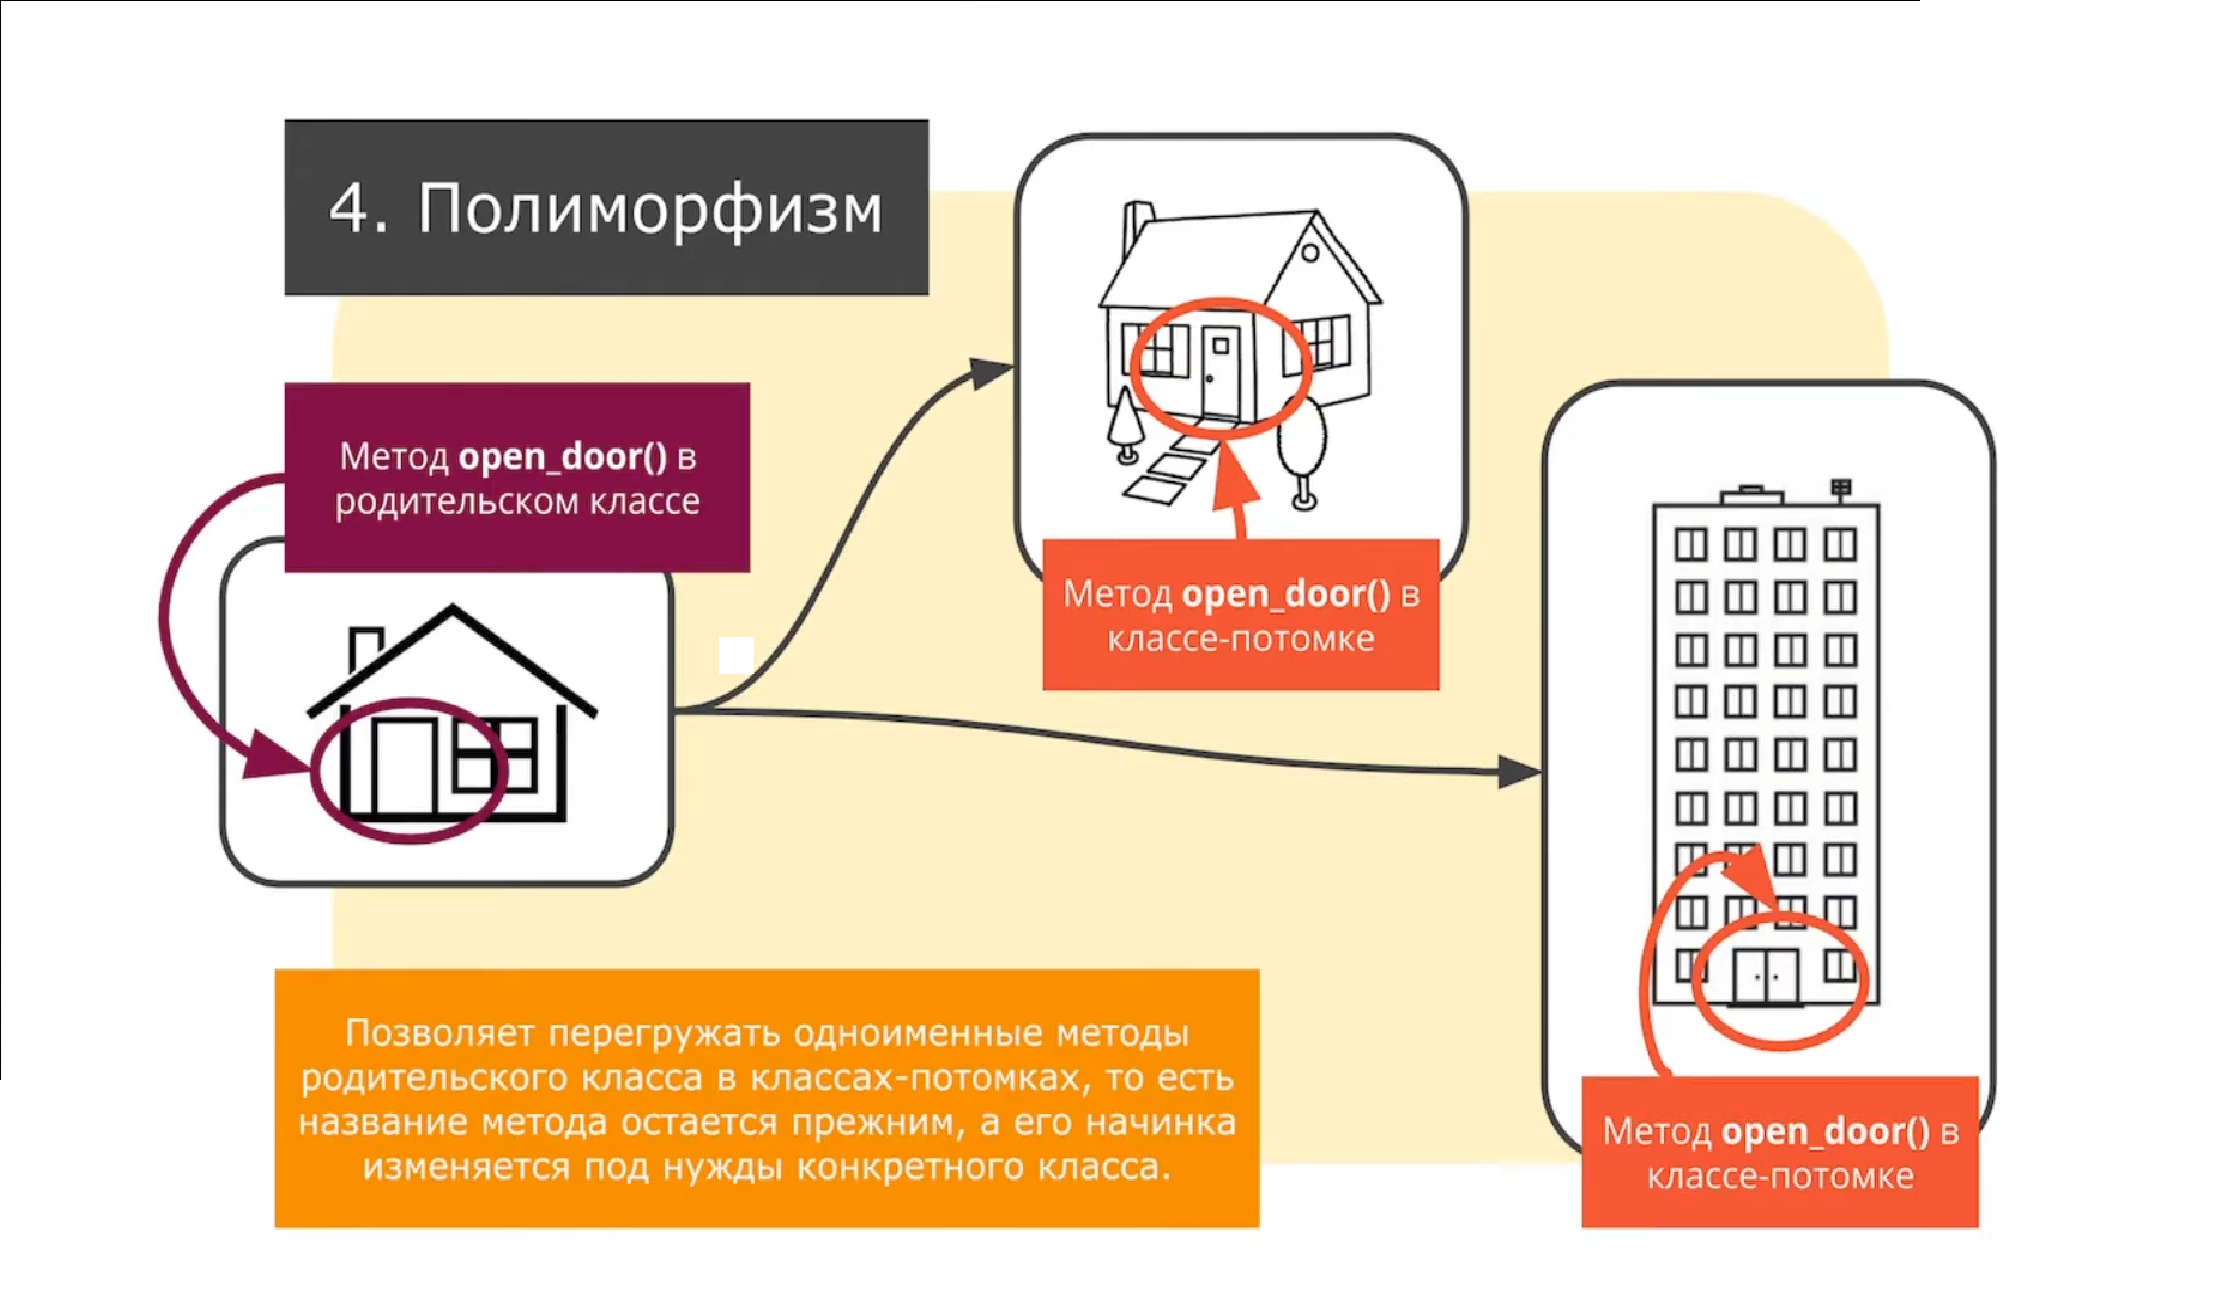 4. Полиморфизм
Метод open_door() в
родительском классе
Метод open_door() в
классе-потомке
Позволяет перегружать одноименные методы
родительского класса в классах-потомках, то есть
название метода остается прежним, а его начинка
изменяется под нужды конкретного класса.
Метод open_door() в
классе-потомке